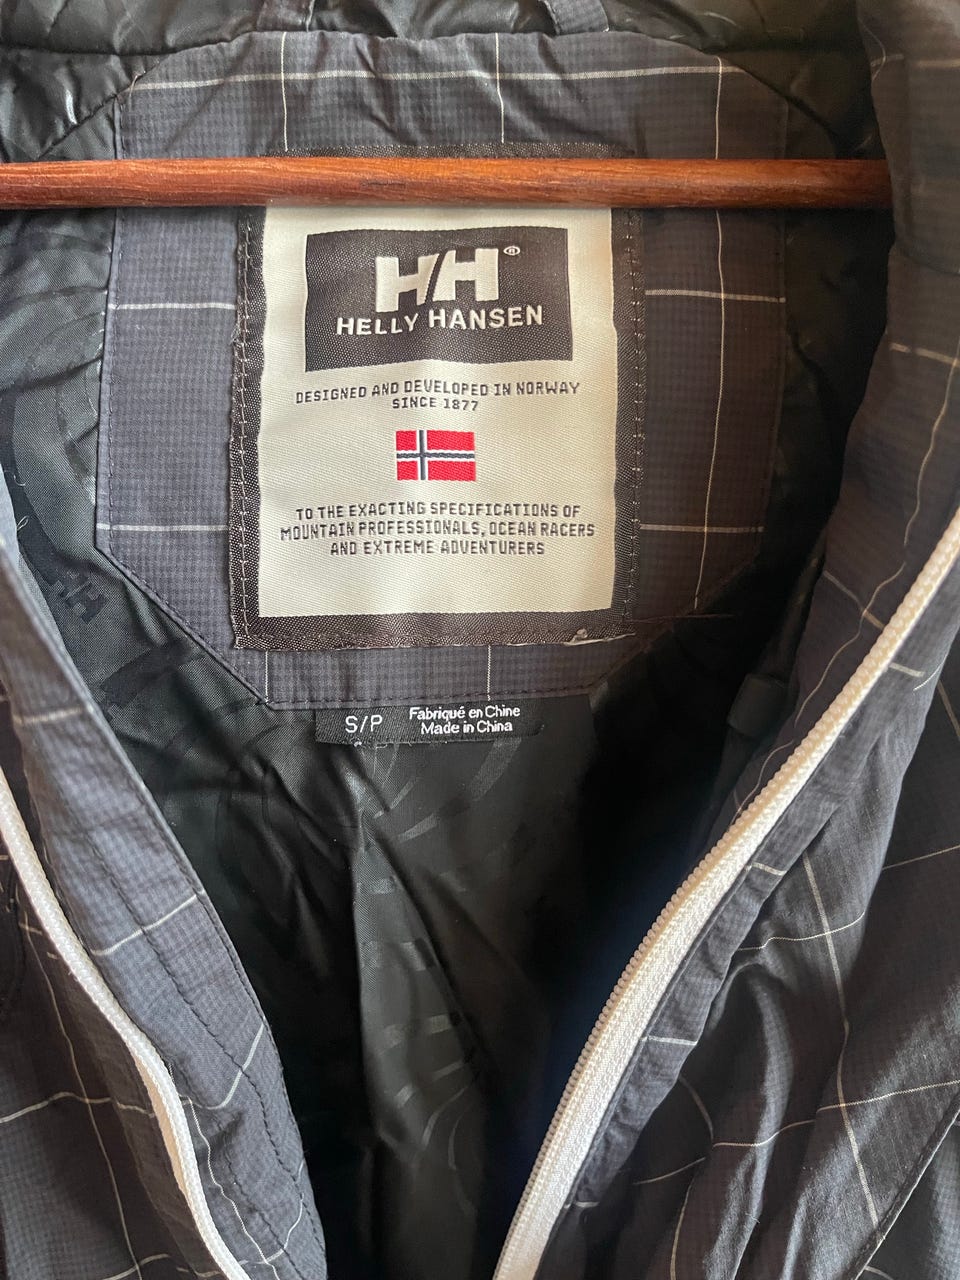 HH®
HELLY HANSEN
DESIGNED AND DEVELOPED IN NORWAY
SINCE 1877
TO THE EXACTING SPECIFICATIONS OF
MOUNTAIN PROFESSIONALS, OCEAN RACERS
AND EXTREME ADVENTURERS
S/P Fabriqué en Chine
Made in China
HH